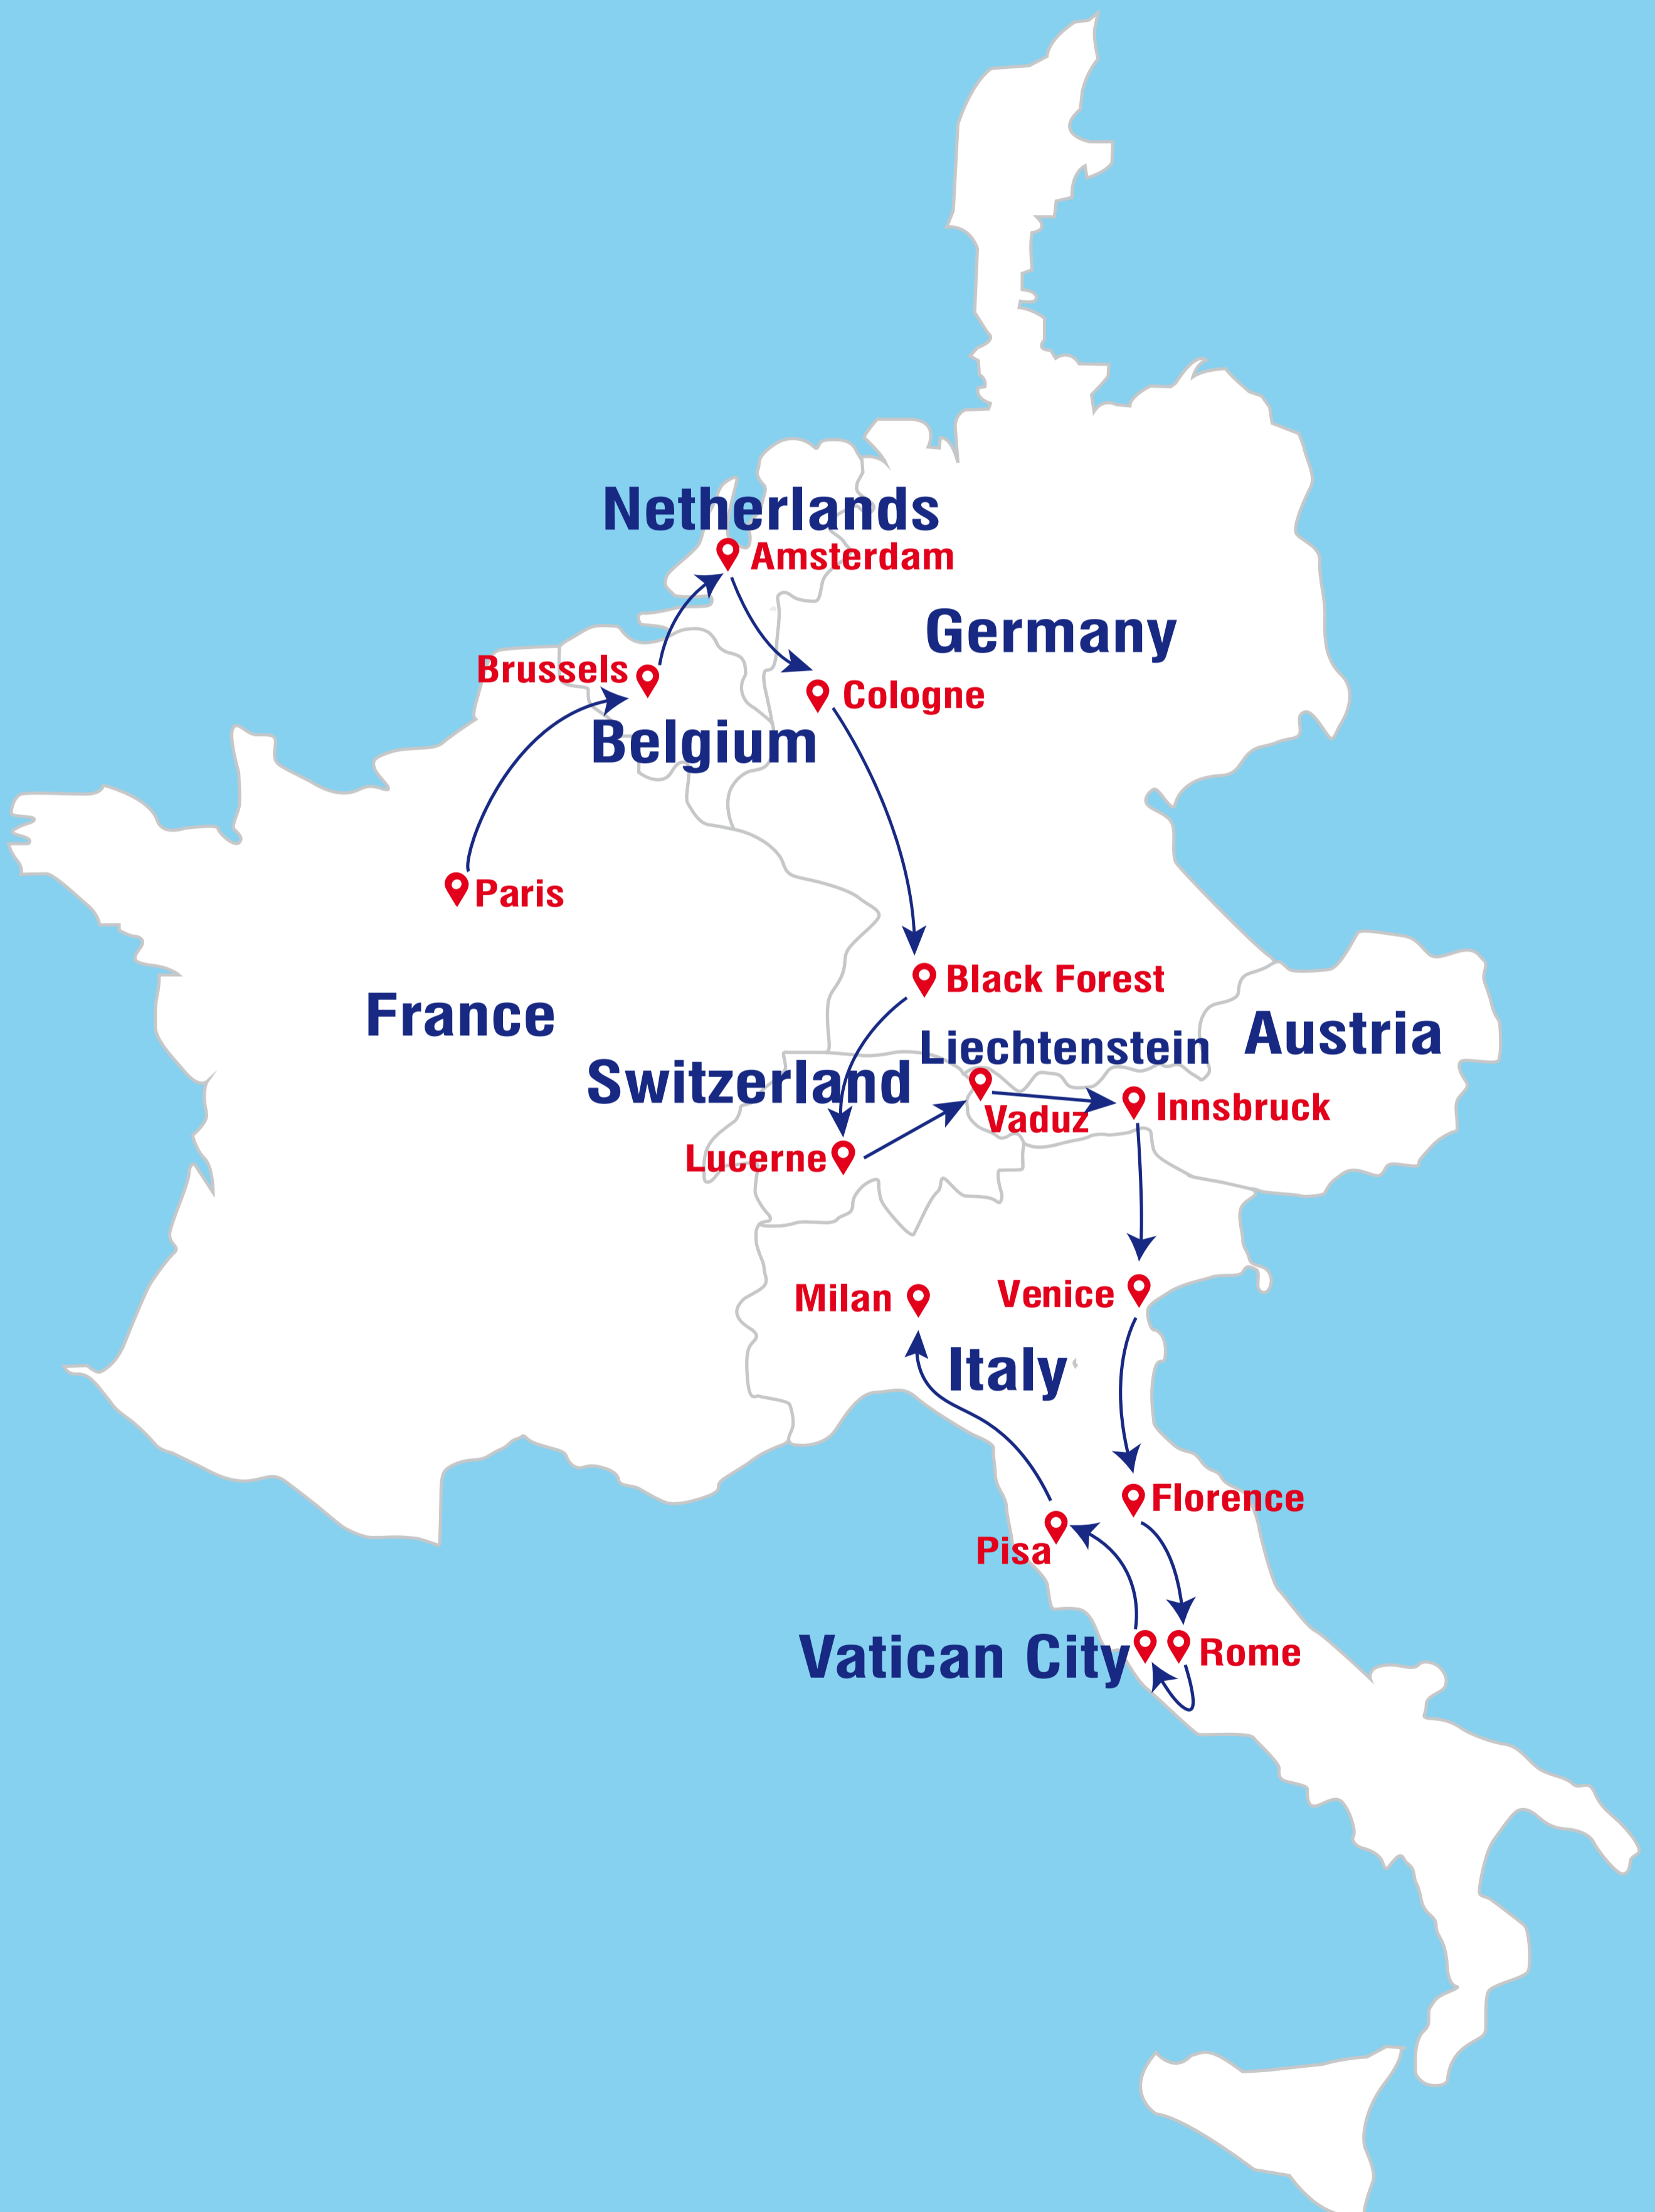 Netherlands
Amsterdam
Germany
Brussels
Cologne
Belgium
Paris
Black Forest
France
Liechtenstein
Austria
Switzerland
Vaduz
Innsbruck
Lucerne
Milan
Venice
Italy
Florence
Pisa
Vatican City
Rome